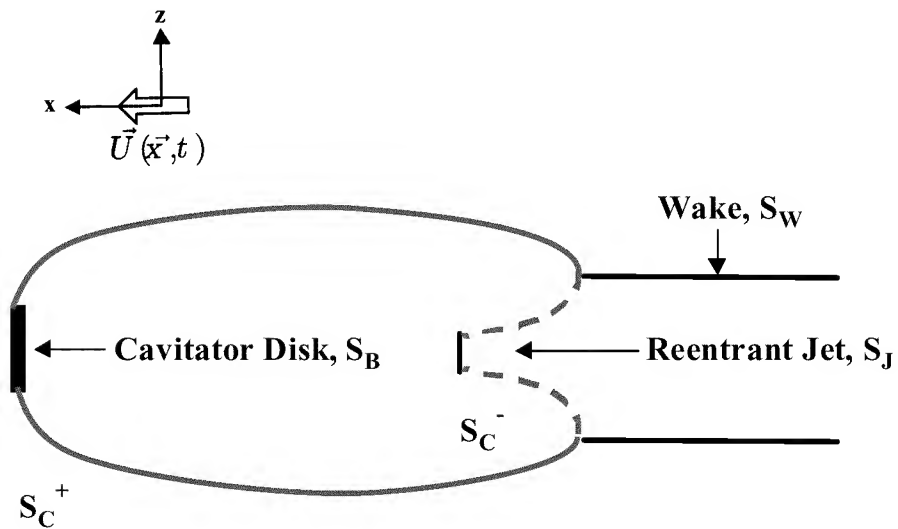 z
x
U⃗ (x⃗,t)
Wake, S_W
Cavitator Disk, S_B
Reentrant Jet, S_J
S_C^-
S_C^+